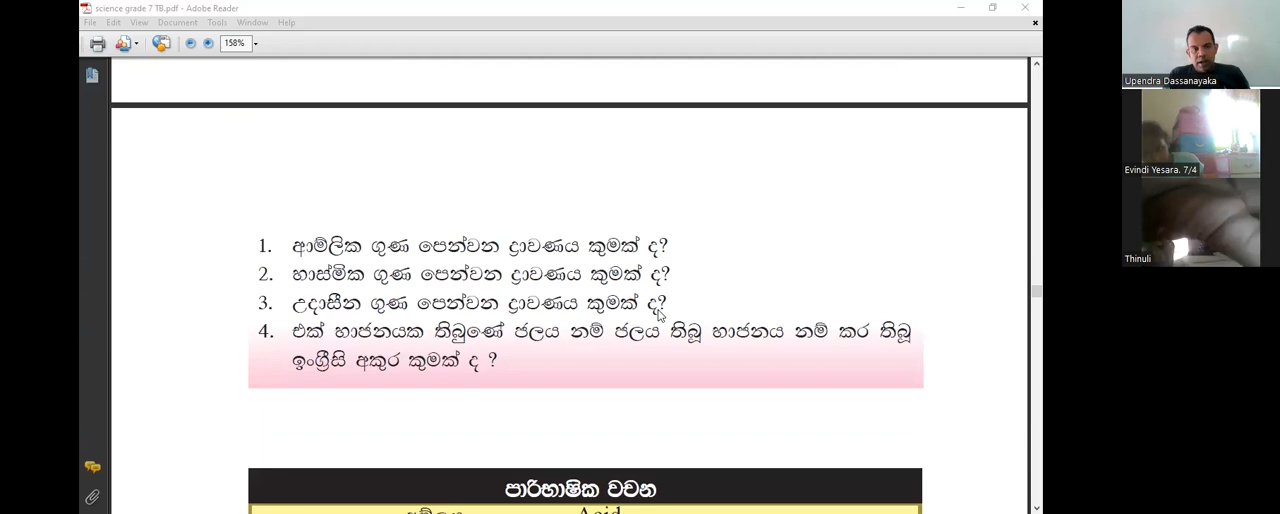 science grade 7 TB.pdf - Adobe Reader
File Edit View Document Tools Window Help
158%
Upendra Dassanayaka
Evindi Yesara. 7/4
Thinuli
1. ආම්ලික ගුණ පෙන්වන ද්‍රාවණය කුමක් ද?
2. භාස්මික ගුණ පෙන්වන ද්‍රාවණය කුමක් ද?
3. උදාසීන ගුණ පෙන්වන ද්‍රාවණය කුමක් ද?
4. එක් භාජනයක තිබුණේ ජලය නම් ජලය තිබූ භාජනය නම් කර තිබූ
ඉංග්‍රීසි අකුර කුමක් ද ?
පාරිභාෂික වචන